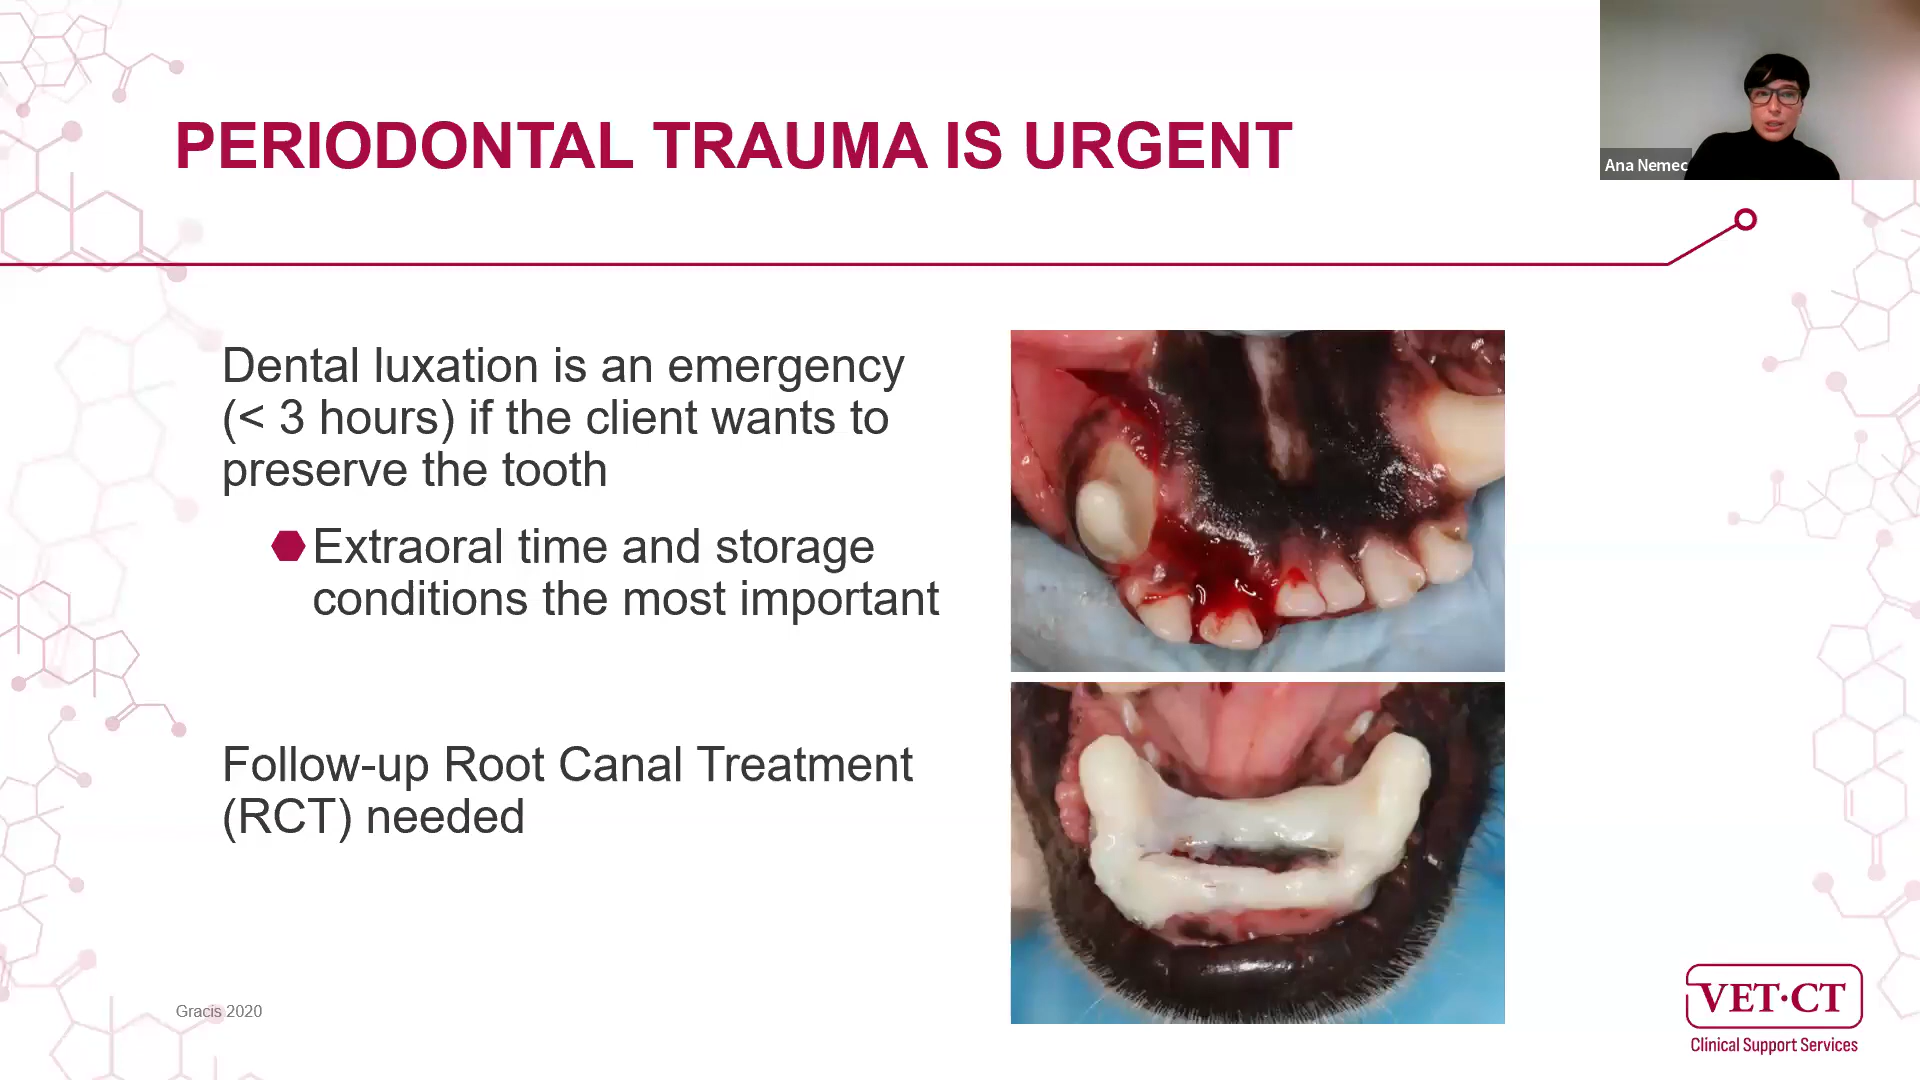 PERIODONTAL TRAUMA IS URGENT
Ana Nemec
Dental luxation is an emergency
(< 3 hours) if the client wants to
preserve the tooth
Extraoral time and storage
conditions the most important
Follow-up Root Canal Treatment
(RCT) needed
Gracis 2020
VET·CT
Clinical Support Services